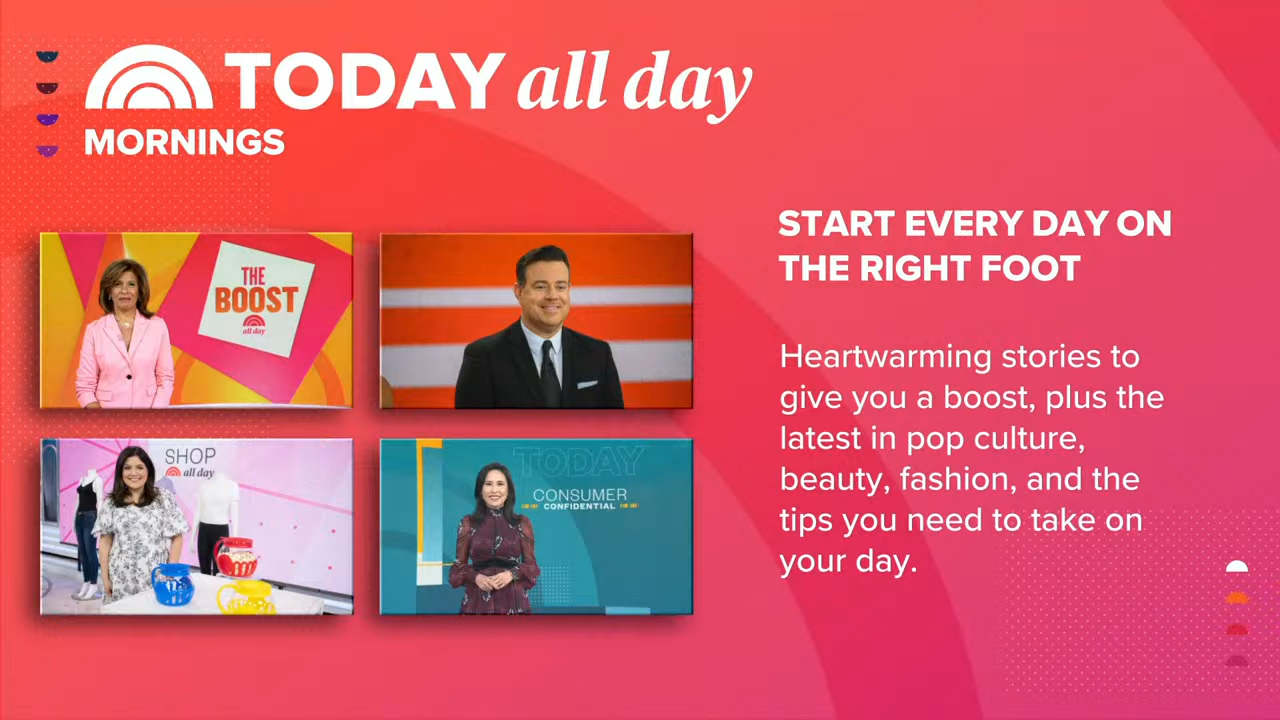 TODAY all day
MORNINGS
START EVERY DAY ON
THE RIGHT FOOT
Heartwarming stories to
give you a boost, plus the
latest in pop culture,
beauty, fashion, and the
tips you need to take on
your day.
THE
BOOST
all day
SHOP
all day
TODAY
CONSUMER
CONFIDENTIAL